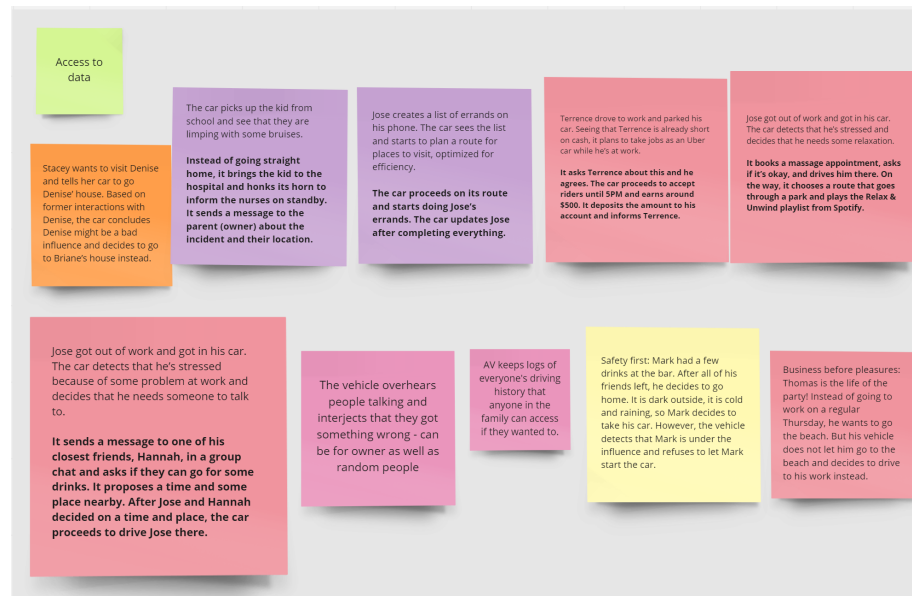 Access to
data
Stacey wants to visit Denise
and tells her car to go
Denise' house. Based on
former interactions with
Denise, the car concludes
Denise might be a bad
influence and decides to go
to Briane's house instead.
The car picks up the kid from
school and see that they are
limping with some bruises.
Instead of going straight
home, it brings the kid to the
hospital and honks its horn to
inform the nurses on standby.
It sends a message to the
parent (owner) about the
incident and their location.
Jose creates a list of errands on
his phone. The car sees the list
and starts to plan a route for
places to visit, optimized for
efficiency.
The car proceeds on its route
and starts doing Jose's
errands. The car updates Jose
after completing everything.
Terrence drove to work and parked his
car. Seeing that Terrence is already short
on cash, it plans to take jobs as an Uber
car while he's at work.
It asks Terrence about this and he
agrees. The car proceeds to accept
riders until 5PM and earns around
$500. It deposits the amount to his
account and informs Terrence.
Jose got out of work and got in his car.
The car detects that he's stressed and
decides that he needs some relaxation.
It books a massage appointment, asks
if it's okay, and drives him there. On
the way, it chooses a route that goes
through a park and plays the Relax &
Unwind playlist from Spotify.
Jose got out of work and got in his car.
The car detects that he's stressed
because of some problem at work and
decides that he needs someone to talk
to.
It sends a message to one of his
closest friends, Hannah, in a group
chat and asks if they can go for some
drinks. It proposes a time and some
place nearby. After Jose and Hannah
decided on a time and place, the car
proceeds to drive Jose there.
The vehicle overhears
people talking and
interjects that they got
something wrong - can
be for owner as well as
random people
AV keeps logs of
everyone's driving
history that
anyone in the
family can access
if they wanted to.
Safety first: Mark had a few
drinks at the bar. After all of his
friends left, he decides to go
home. It is dark outside, it is cold
and raining, so Mark decides to
take his car. However, the vehicle
detects that Mark is under the
influence and refuses to let Mark
start the car.
Business before pleasures:
Thomas is the life of the
party! Instead of going to
work on a regular
Thursday, he wants to go
the beach. But his vehicle
does not let him go to the
beach and decides to drive
to his work instead.